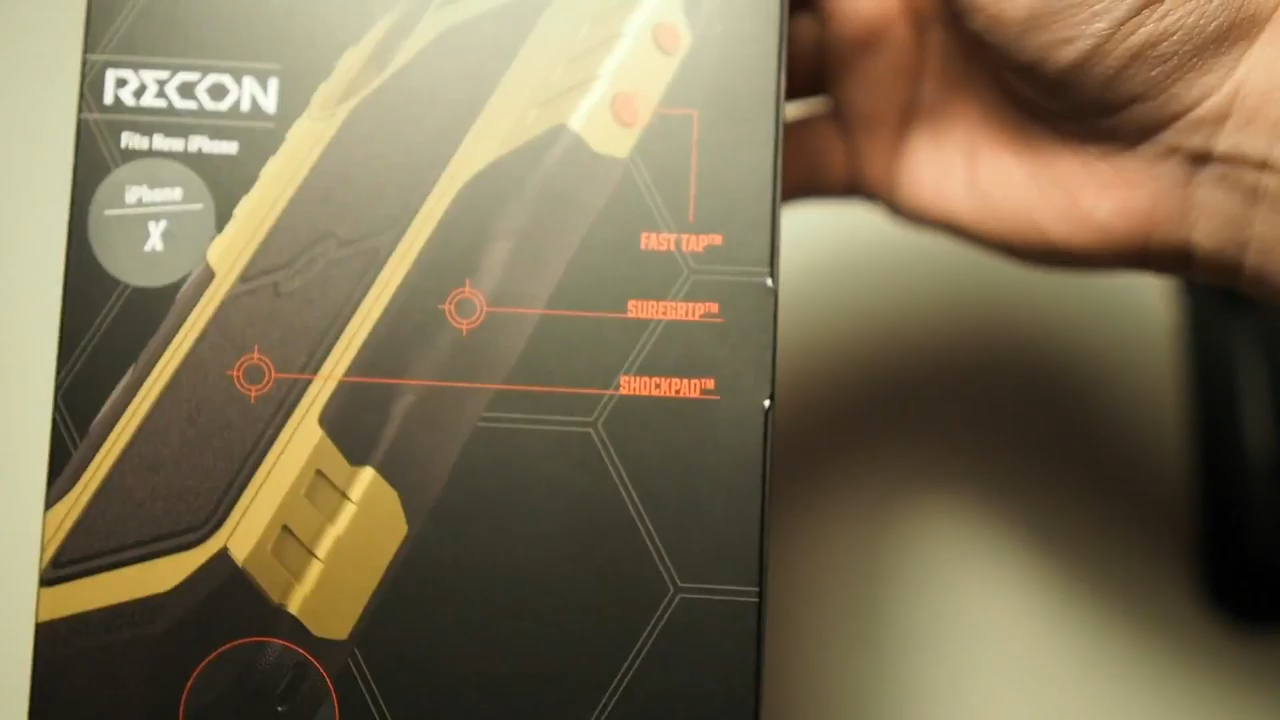 RECON
Fits New iPhone
iPhone
X
FAST TAP™
SUREGRIP™
SHOCKPAD™